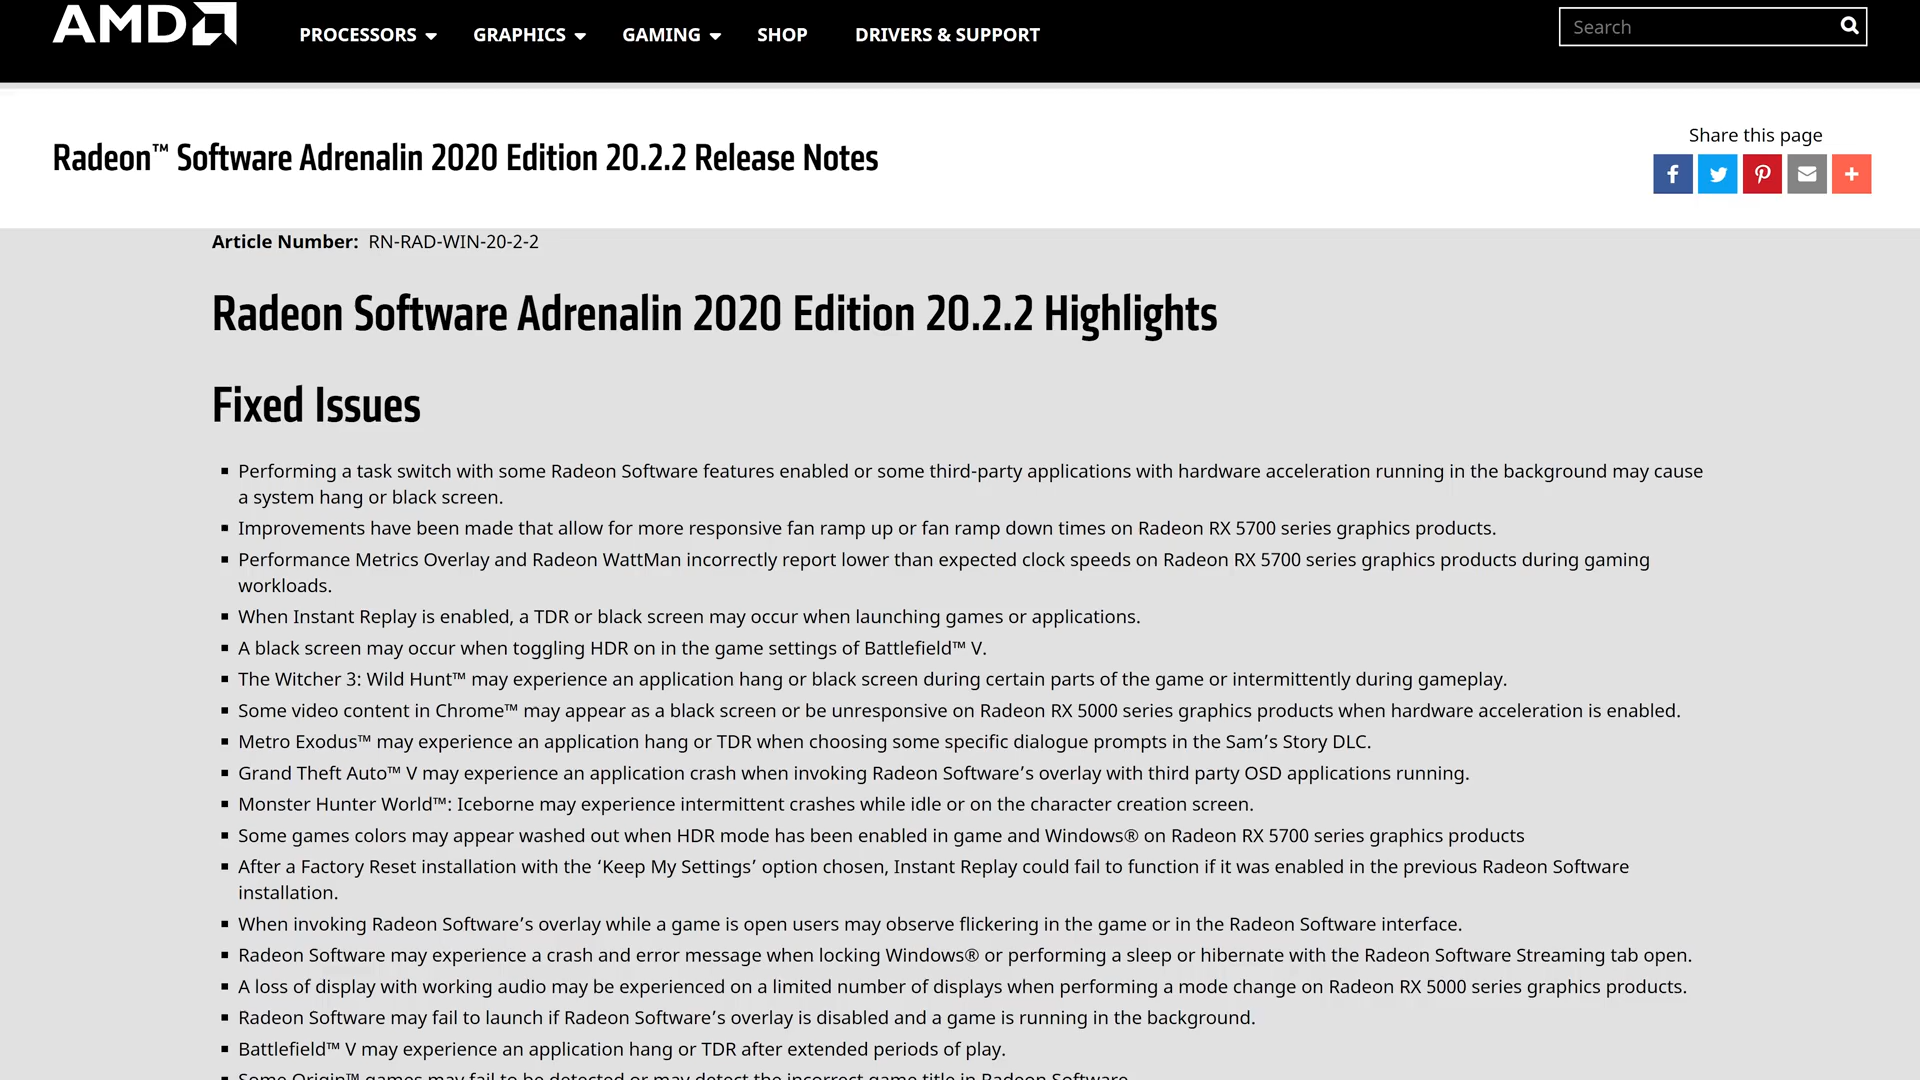 AMD
PROCESSORS
GRAPHICS
GAMING
SHOP
DRIVERS & SUPPORT
Search
Radeon™ Software Adrenalin 2020 Edition 20.2.2 Release Notes
Share this page
Article Number: RN-RAD-WIN-20-2-2
Radeon Software Adrenalin 2020 Edition 20.2.2 Highlights
Fixed Issues
Performing a task switch with some Radeon Software features enabled or some third-party applications with hardware acceleration running in the background may cause
a system hang or black screen.
Improvements have been made that allow for more responsive fan ramp up or fan ramp down times on Radeon RX 5700 series graphics products.
Performance Metrics Overlay and Radeon WattMan incorrectly report lower than expected clock speeds on Radeon RX 5700 series graphics products during gaming
workloads.
When Instant Replay is enabled, a TDR or black screen may occur when launching games or applications.
A black screen may occur when toggling HDR on in the game settings of Battlefield™ V.
The Witcher 3: Wild Hunt™ may experience an application hang or black screen during certain parts of the game or intermittently during gameplay.
Some video content in Chrome™ may appear as a black screen or be unresponsive on Radeon RX 5000 series graphics products when hardware acceleration is enabled.
Metro Exodus™ may experience an application hang or TDR when choosing some specific dialogue prompts in the Sam’s Story DLC.
Grand Theft Auto™ V may experience an application crash when invoking Radeon Software’s overlay with third party OSD applications running.
Monster Hunter World™: Iceborne may experience intermittent crashes while idle or on the character creation screen.
Some games colors may appear washed out when HDR mode has been enabled in game and Windows® on Radeon RX 5700 series graphics products
After a Factory Reset installation with the ‘Keep My Settings’ option chosen, Instant Replay could fail to function if it was enabled in the previous Radeon Software
installation.
When invoking Radeon Software’s overlay while a game is open users may observe flickering in the game or in the Radeon Software interface.
Radeon Software may experience a crash and error message when locking Windows® or performing a sleep or hibernate with the Radeon Software Streaming tab open.
A loss of display with working audio may be experienced on a limited number of displays when performing a mode change on Radeon RX 5000 series graphics products.
Radeon Software may fail to launch if Radeon Software’s overlay is disabled and a game is running in the background.
Battlefield™ V may experience an application hang or TDR after extended periods of play.
Some Origin™ games may fail to be detected or may detect the incorrect game title in Radeon Software.